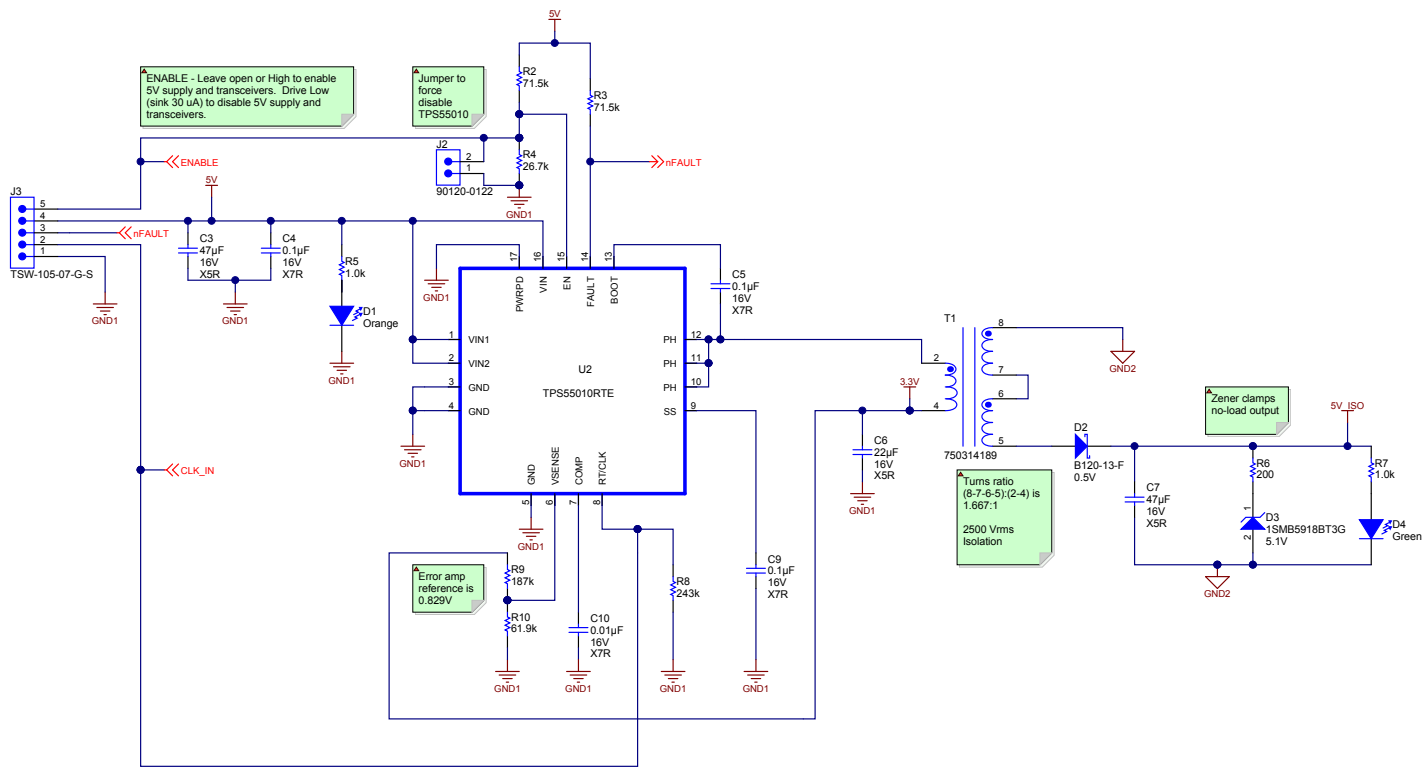 5V
ENABLE - Leave open or High to enable
5V supply and transceivers. Drive Low
(sink 30 uA) to disable 5V supply and
transceivers.
Jumper to
force
disable
TPS55010
R2
71.5k
R3
71.5k
J2
2
1
90120-0122
R4
26.7k
GND1
ENABLE
nFAULT
5V
J3
5
4
3
2
1
TSW-105-07-G-S
nFAULT
GND1
C3
47µF
16V
X5R
C4
0.1µF
16V
X7R
GND1
R5
1.0k
D1
Orange
GND1
GND1
17
16
15
14
13
PWRPD
VIN
EN
FAULT
BOOT
C5
0.1µF
16V
X7R
1
VIN1
2
VIN2
3
GND
4
GND
GND1
U2
TPS55010RTE
PH
12
PH
11
PH
10
SS
9
GND
VSENSE
COMP
RT/CLK
5
6
7
8
GND1
CLK_IN
T1
2
4
8
7
6
5
750314189
GND2
3.3V
C6
22µF
16V
X5R
GND1
Turns ratio
(8-7-6-5):(2-4) is
1.667:1
2500 Vrms
Isolation
D2
B120-13-F
0.5V
Zener clamps
no-load output
5V_ISO
C7
47µF
16V
X5R
R6
200
1
2
D3
1SMB5918BT3G
5.1V
R7
1.0k
D4
Green
GND2
Error amp
reference is
0.829V
R9
187k
R10
61.9k
GND1
C10
0.01µF
16V
X7R
GND1
R8
243k
GND1
C9
0.1µF
16V
X7R
GND1